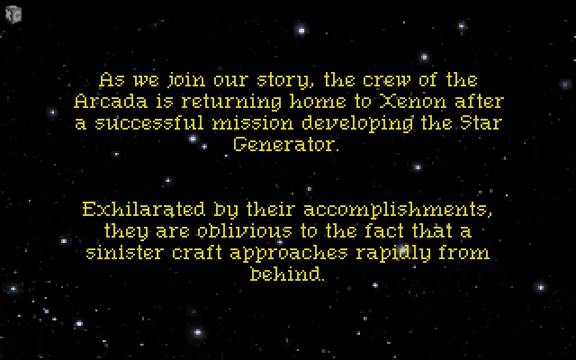 As we join our story, the crew of the
Arcada is returning home to Xenon after
a successful mission developing the Star
Generator.
Exhilarated by their accomplishments,
they are oblivious to the fact that a
sinister craft approaches rapidly from
behind.